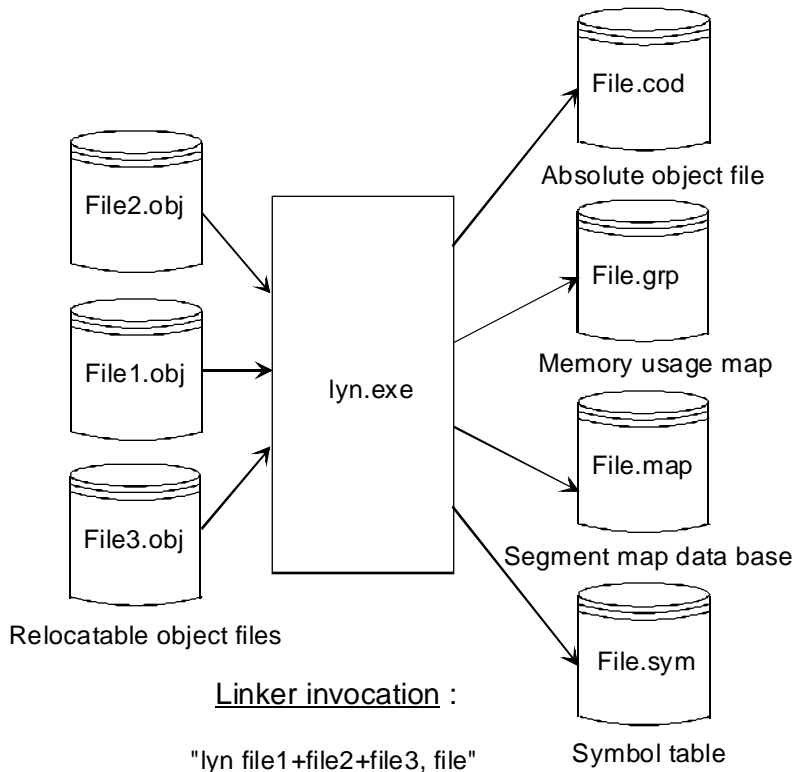 File2.obj
File1.obj
File3.obj
Relocatable object files
lyn.exe
File.cod
Absolute object file
File.grp
Memory usage map
File.map
Segment map data base
File.sym
Symbol table
Linker invocation :
"lyn file1+file2+file3, file"